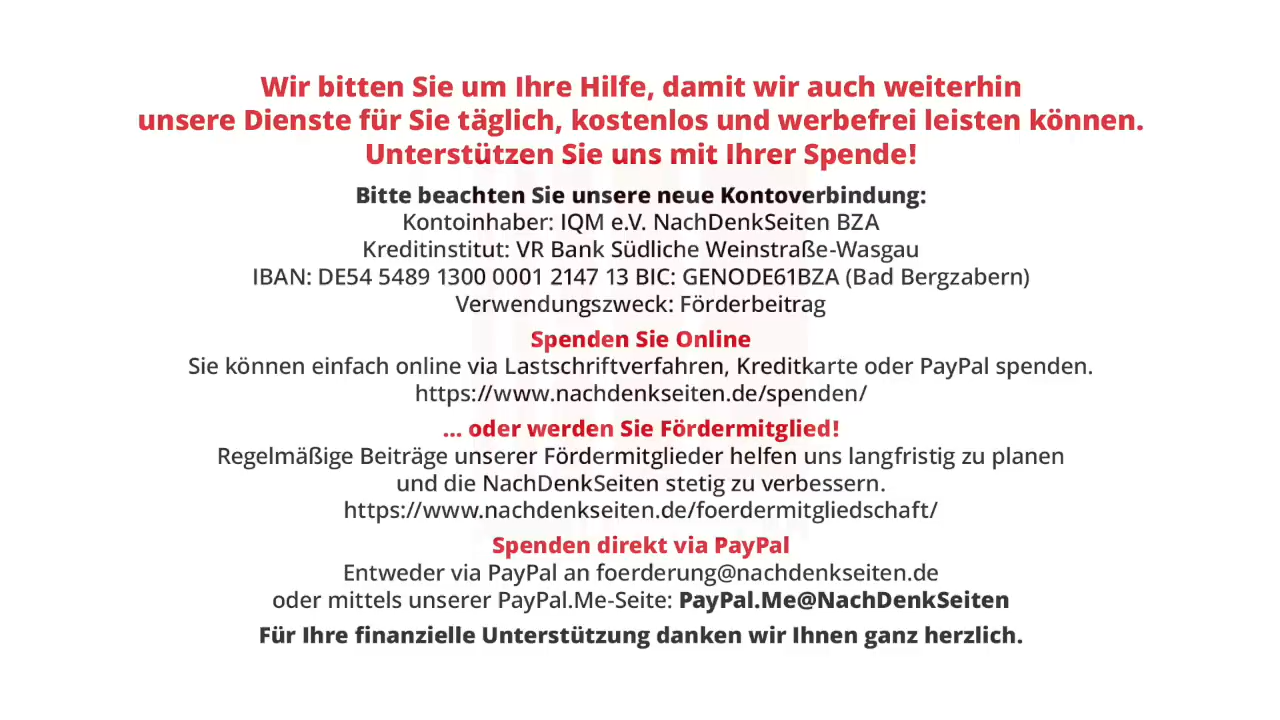 Wir bitten Sie um Ihre Hilfe, damit wir auch weiterhin
unsere Dienste für Sie täglich, kostenlos und werbefrei leisten können.
Unterstützen Sie uns mit Ihrer Spende!
Bitte beachten Sie unsere neue Kontoverbindung:
Kontoinhaber: IQM e.V. NachDenkSeiten BZA
Kreditinstitut: VR Bank Südliche Weinstraße-Wasgau
IBAN: DE54 5489 1300 0001 2147 13 BIC: GENODE61BZA (Bad Bergzabern)
Verwendungszweck: Förderbeitrag
Spenden Sie Online
Sie können einfach online via Lastschriftverfahren, Kreditkarte oder PayPal spenden.
https://www.nachdenkseiten.de/spenden/
... oder werden Sie Fördermitglied!
Regelmäßige Beiträge unserer Fördermitglieder helfen uns langfristig zu planen
und die NachDenkSeiten stetig zu verbessern.
https://www.nachdenkseiten.de/foerdermitgliedschaft/
Spenden direkt via PayPal
Entweder via PayPal an foerderung@nachdenkseiten.de
oder mittels unserer PayPal.Me-Seite: PayPal.Me@NachDenkSeiten
Für Ihre finanzielle Unterstützung danken wir Ihnen ganz herzlich.